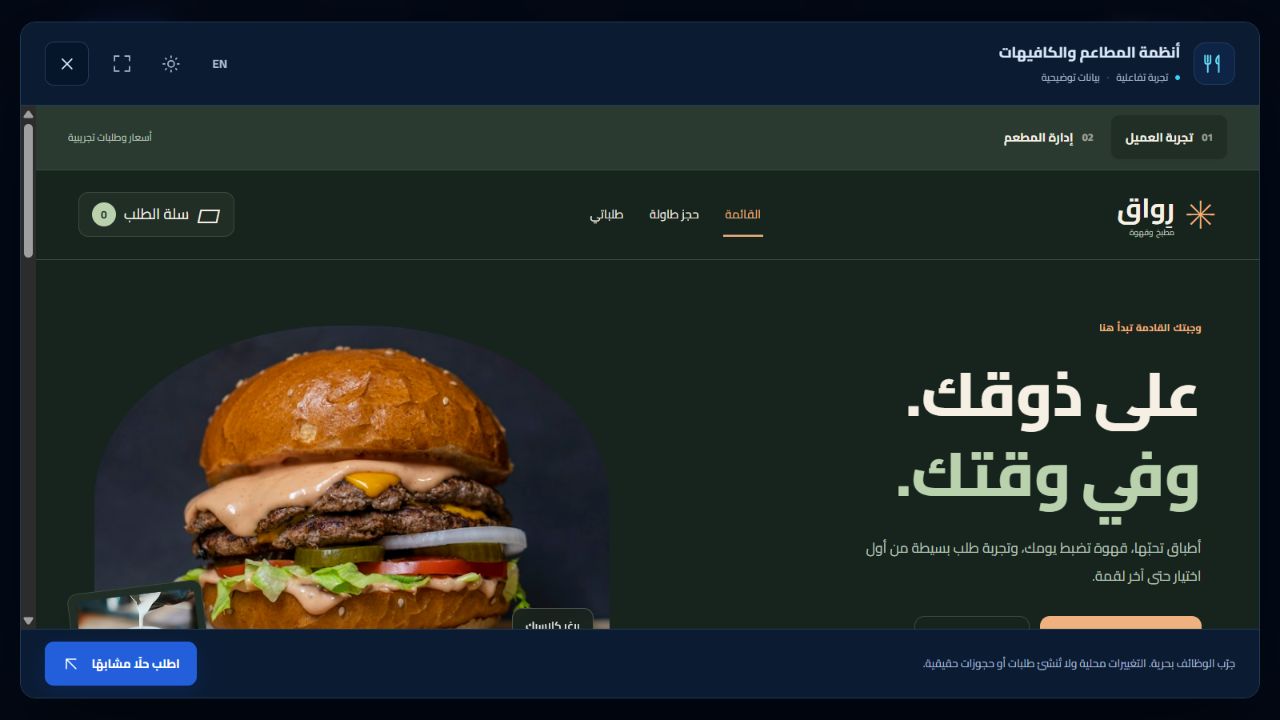 أنظمة المطاعم والكافيهات
تجربة تفاعلية · بيانات توضيحية
EN
01 تجربة العميل
02 إدارة المطعم
أسعار وطلبات تجريبية
رِواق
مطبخ وقهوة
القائمة
حجز طاولة
طلباتي
سلة الطلب 0
وجبتك القادمة تبدأ هنا
على ذوقك.
وفي وقتك.
أطباق تحبّها، قهوة تضبط يومك، وتجربة طلب بسيطة من أول
اختيار حتى آخر لقمة.
برغر كلاسيك
جرّب الوظائف بحرية. التغييرات محلية ولا تُنشئ طلبات أو حجوزات حقيقية.
اطلب حلًا مشابهًا